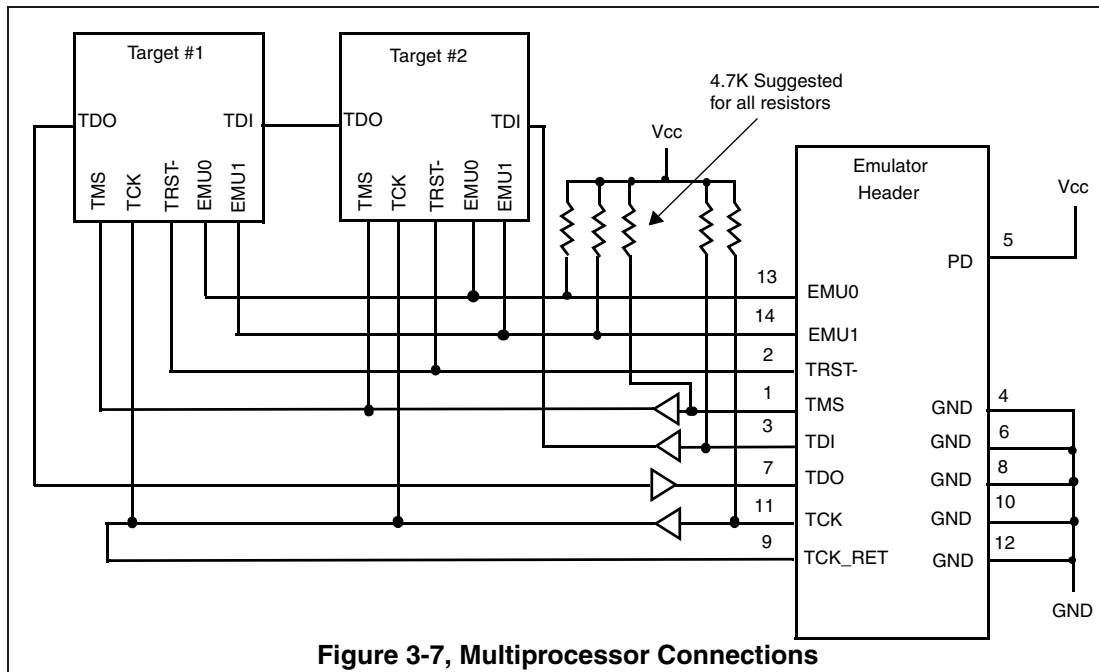 Target #1
TDO
TDI
TMS
TCK
TRST-
EMU0
EMU1
Target #2
TDO
TDI
TMS
TCK
TRST-
EMU0
EMU1
4.7K Suggested
for all resistors
Vcc
Emulator
Header
Vcc
5
PD
13
EMU0
14
EMU1
2
TRST-
1
TMS
3
TDI
7
TDO
11
TCK
9
TCK_RET
4
GND
6
GND
8
GND
10
GND
12
GND
GND
Figure 3-7, Multiprocessor Connections